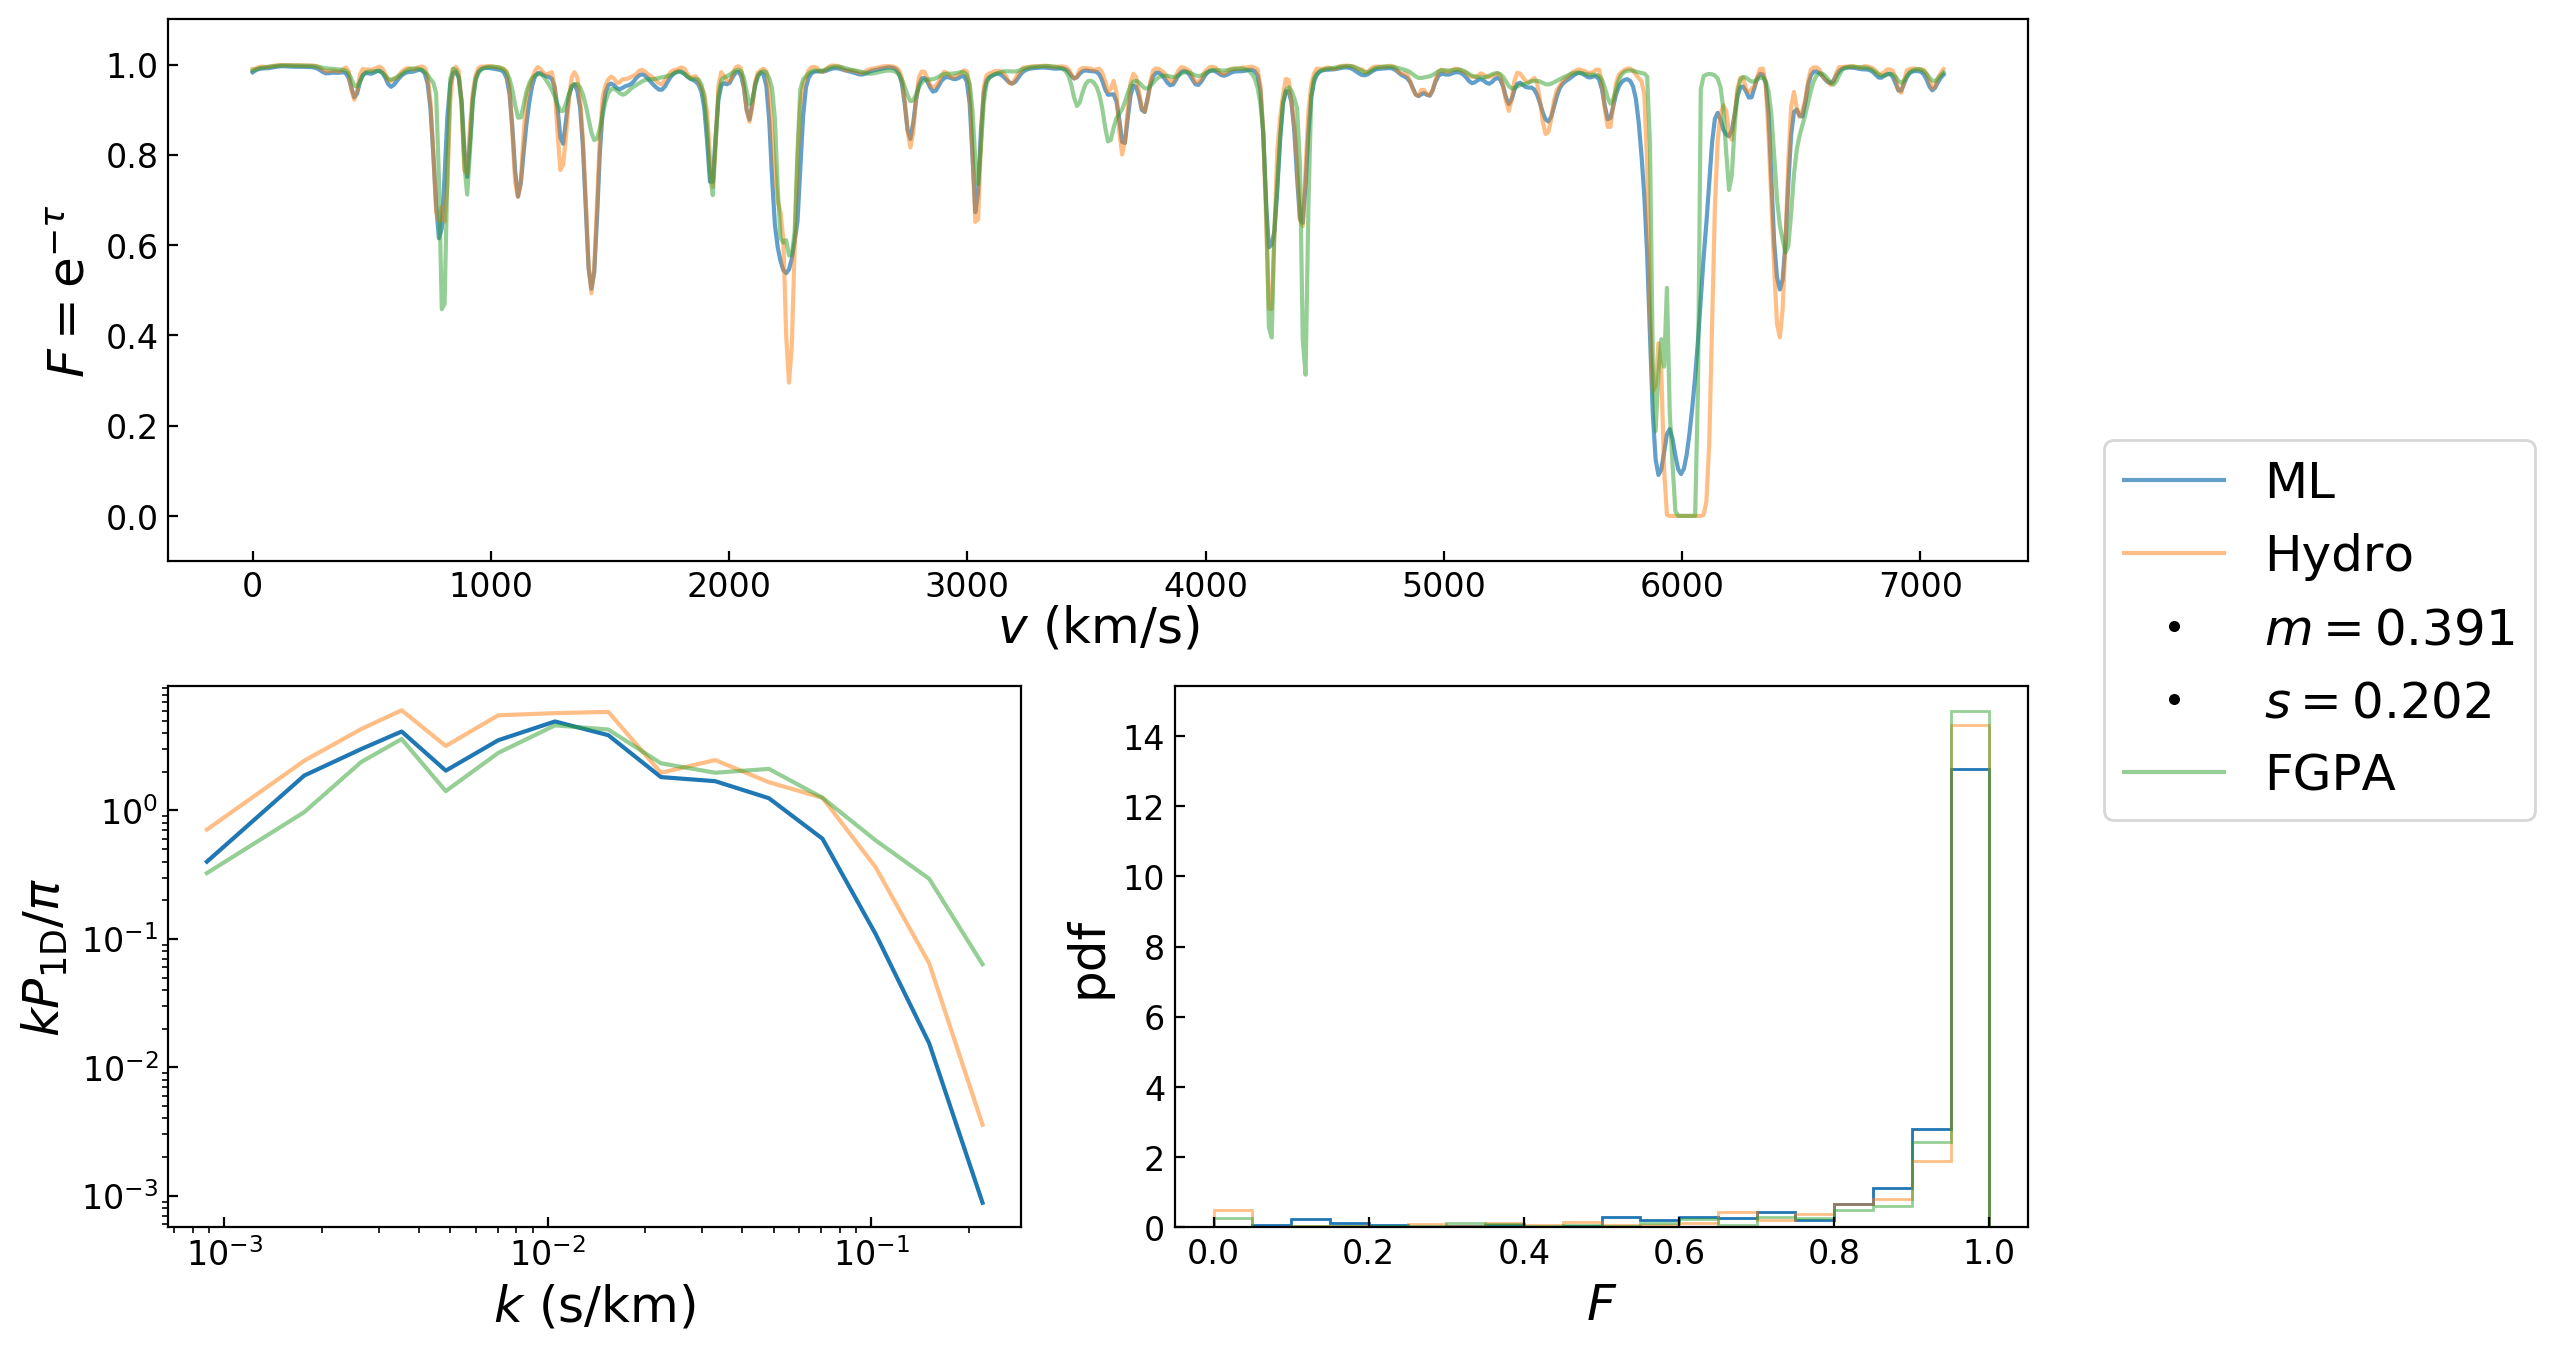 1.0
0.8
0.6
0.4
0.2
0.0
F = e^{−τ}
0 1000 2000 3000 4000 5000 6000 7000
v (km/s)
ML
Hydro
m = 0.391
s = 0.202
FGPA
10^0
10^{−1}
10^{−2}
10^{−3}
kP_{1D}/π
10^{−3} 10^{−2} 10^{−1}
k (s/km)
14
12
10
8
6
4
2
0
pdf
0.0 0.2 0.4 0.6 0.8 1.0
F